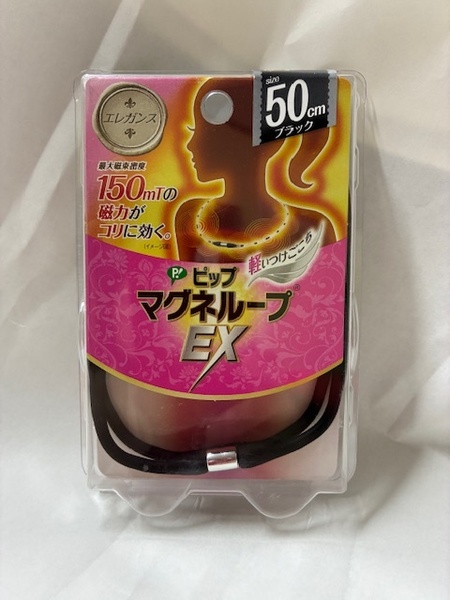 エレガンス
size
50cm
ブラック
最大磁束密度
150mTの
磁力が
コリに効く。
(イメージ図)
軽いつけごこち
P!
ピップ
マグネループ®
EX